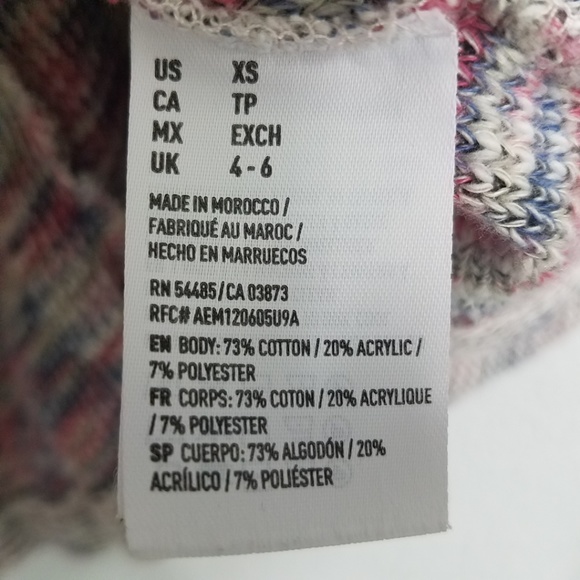 US XS
CA TP
MX EXCH
UK 4-6
MADE IN MOROCCO /
FABRIQUÉ AU MAROC /
HECHO EN MARRUECOS
RN 54485/CA 03873
RFC# AEM120605U9A
EN BODY: 73% COTTON / 20% ACRYLIC /
7% POLYESTER
FR CORPS: 73% COTON / 20% ACRYLIQUE
/ 7% POLYESTER
SP CUERPO: 73% ALGODÓN / 20%
ACRÍLICO / 7% POLIÉSTER